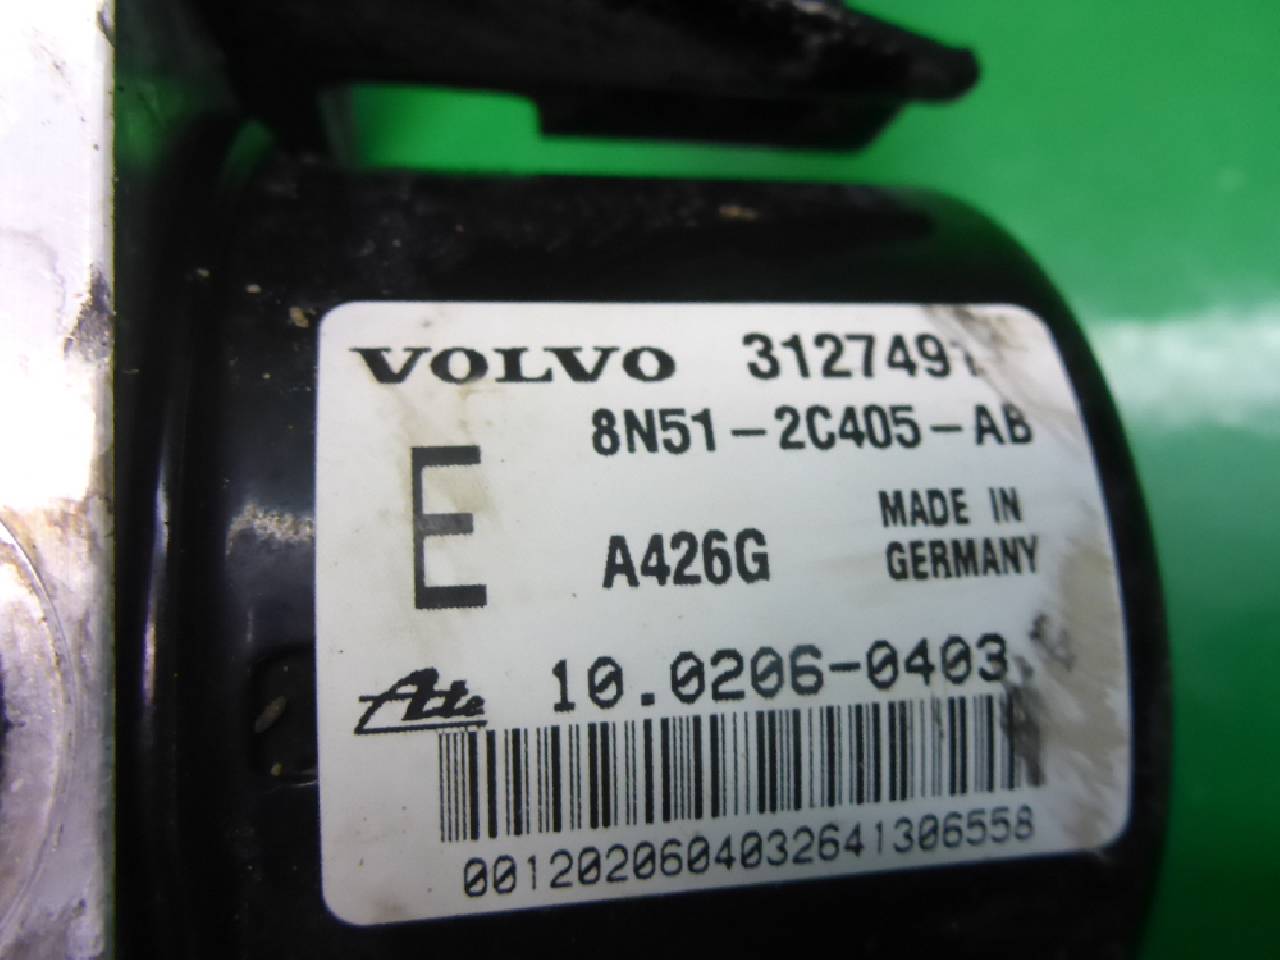 VOLVO 3127491
8N51-2C405-AB
E
A426G
MADE IN
GERMANY
Ate 10.0206-0403.
0012020604032641306558